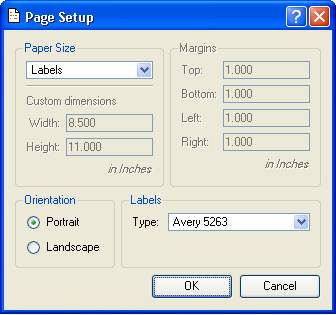 Page Setup
Paper Size
Labels
Custom dimensions
Width: 8.500
Height: 11.000
in Inches
Margins
Top: 1.000
Bottom: 1.000
Left: 1.000
Right: 1.000
in Inches
Orientation
Portrait
Landscape
Labels
Type: Avery 5263
OK
Cancel